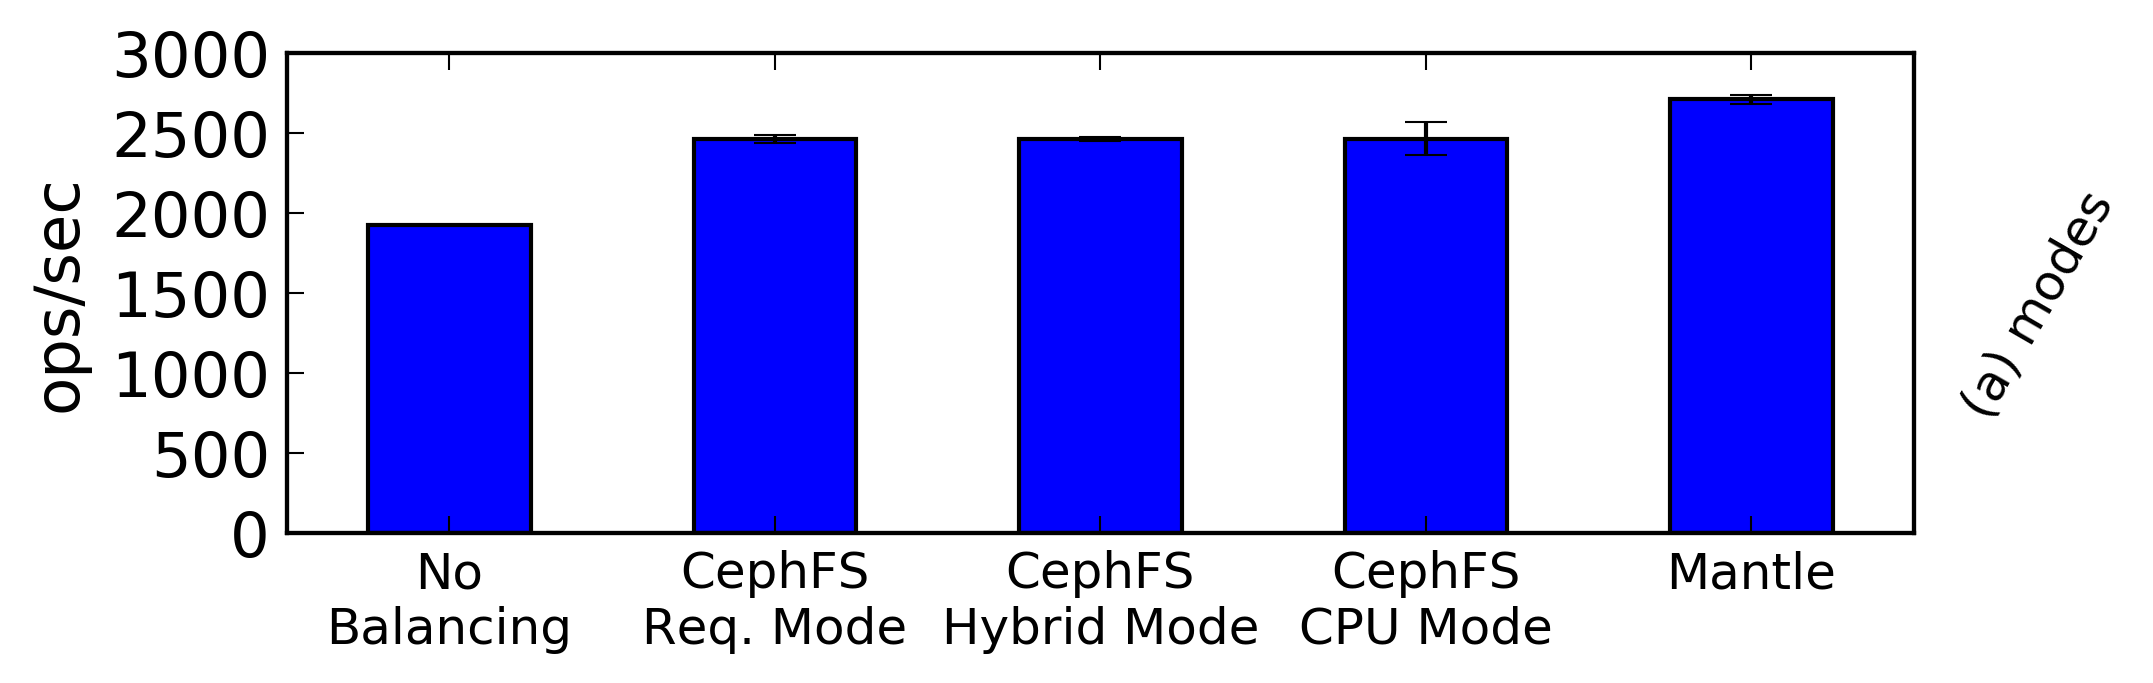 3000
2500
2000
1500
1000
500
0
ops/sec
No
Balancing
CephFS
Req. Mode
CephFS
Hybrid Mode
CephFS
CPU Mode
Mantle
(a) modes